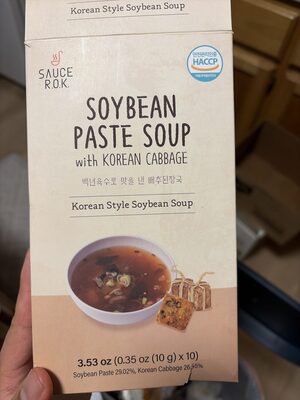 Korean Style Soybean Soup
SAUCE
R.O.K.
HACCP
SOYBEAN
PASTE SOUP
with KOREAN CABBAGE
백년육수로 맛을 낸 배추된장국
Korean Style Soybean Soup
3.53 oz (0.35 oz (10 g) x 10)
Soybean Paste 29.02%, Korean Cabbage